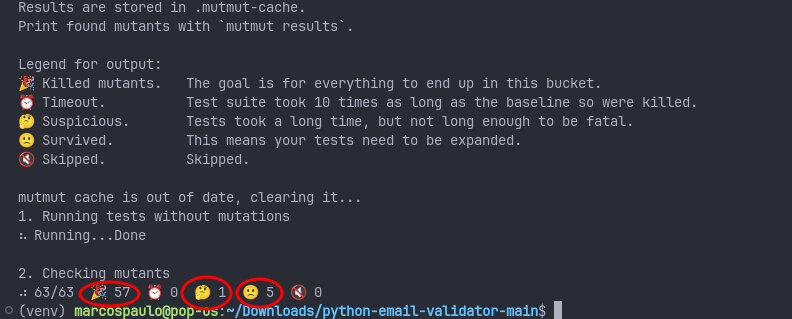 Results are stored in .mutmut-cache.
Print found mutants with `mutmut results`.
Legend for output:
🎉 Killed mutants.   The goal is for everything to end up in this bucket.
⏰ Timeout.          Test suite took 10 times as long as the baseline so were killed.
🤔 Suspicious.       Tests took a long time, but not long enough to be fatal.
🙁 Survived.         This means your tests need to be expanded.
🔇 Skipped.          Skipped.
mutmut cache is out of date, clearing it...
1. Running tests without mutations
⠦ Running...Done
2. Checking mutants
⠴ 63/63  🎉 57  ⏰ 0  🤔 1  🙁 5  🔇 0
(venv) marcospaulo@pop-os:~/Downloads/python-email-validator-main$